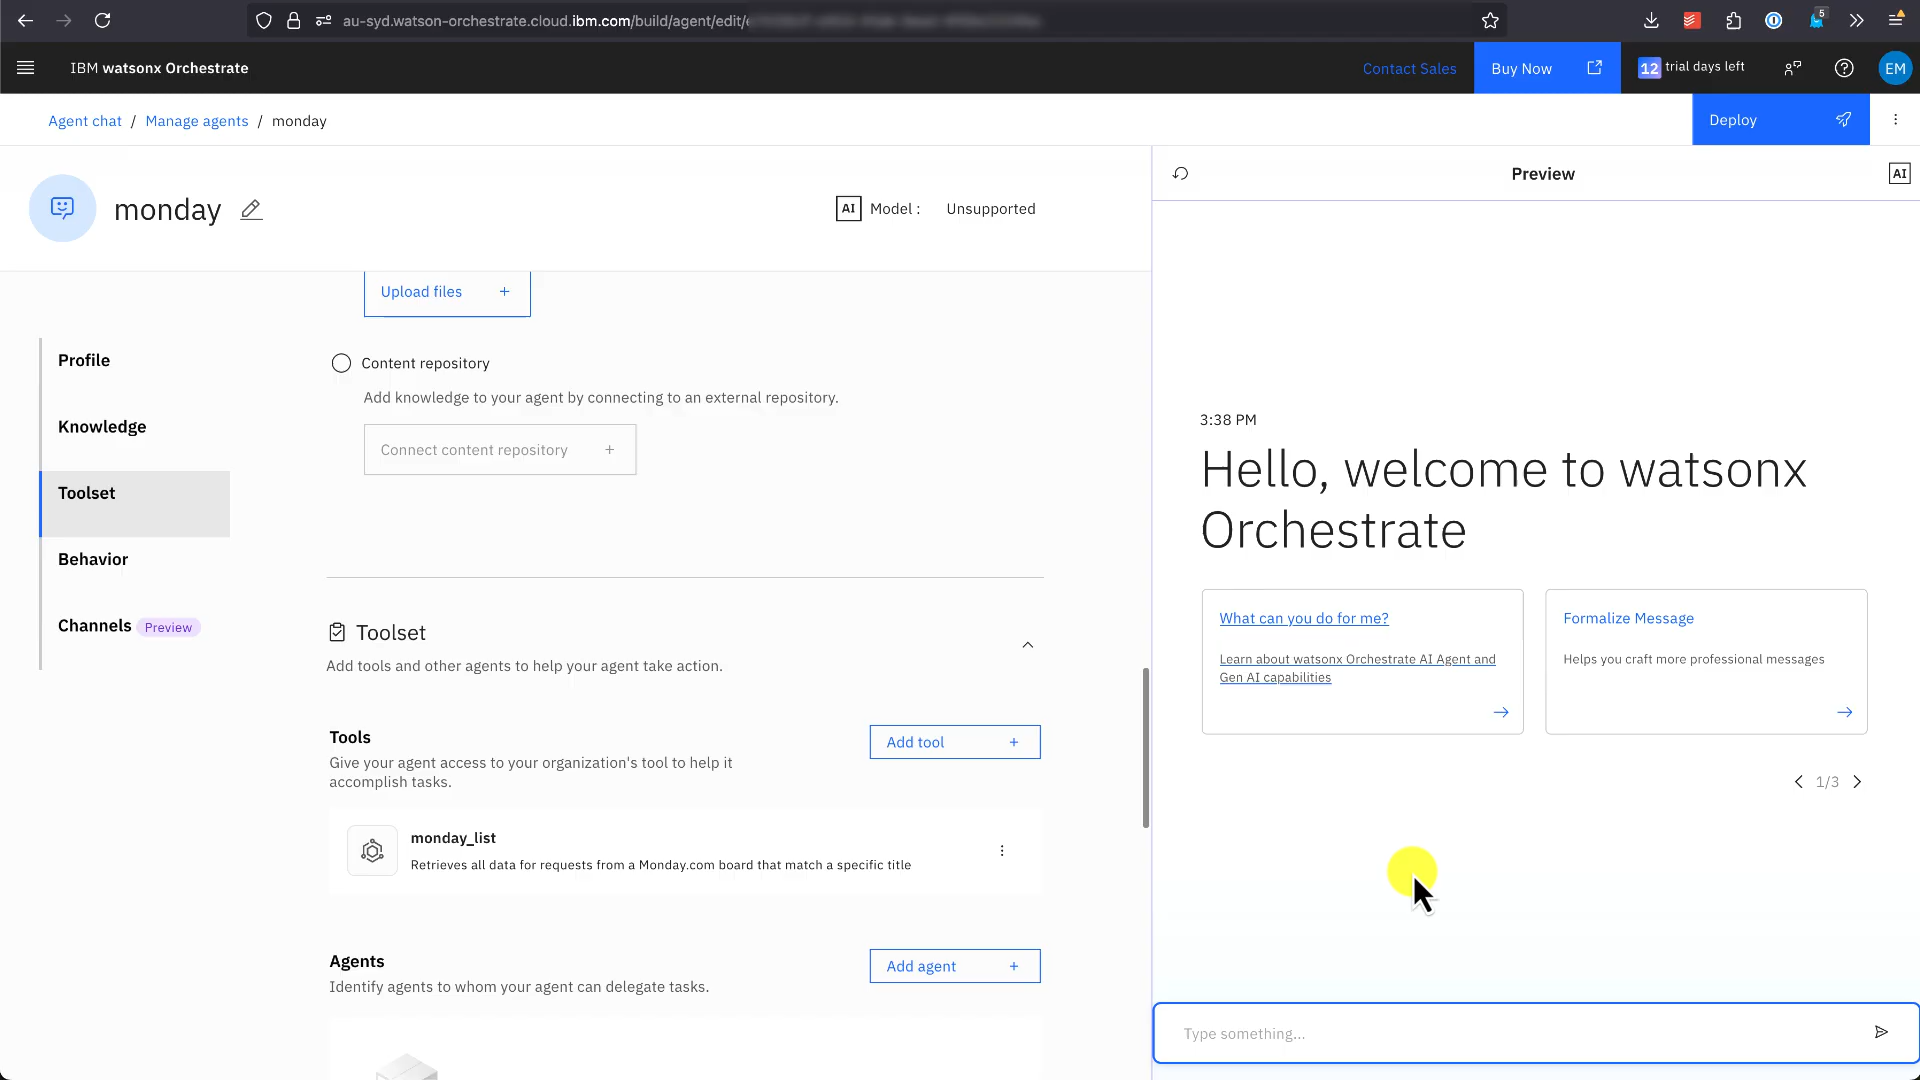 au-syd.watson-orchestrate.cloud.ibm.com/build/agent/edit/
5
IBM watsonx Orchestrate
Contact Sales
Buy Now
12 trial days left
EM
Agent chat / Manage agents / monday
Deploy
monday
AI Model : Unsupported
Preview
AI
Upload files +
Content repository
Add knowledge to your agent by connecting to an external repository.
Connect content repository +
Profile
Knowledge
Toolset
Behavior
Channels Preview
Toolset
Add tools and other agents to help your agent take action.
Tools
Give your agent access to your organization's tool to help it
accomplish tasks.
Add tool +
monday_list
Retrieves all data for requests from a Monday.com board that match a specific title
Agents
Identify agents to whom your agent can delegate tasks.
Add agent +
3:38 PM
Hello, welcome to watsonx
Orchestrate
What can you do for me?
Learn about watsonx Orchestrate AI Agent and
Gen AI capabilities
Formalize Message
Helps you craft more professional messages
1/3
Type something...